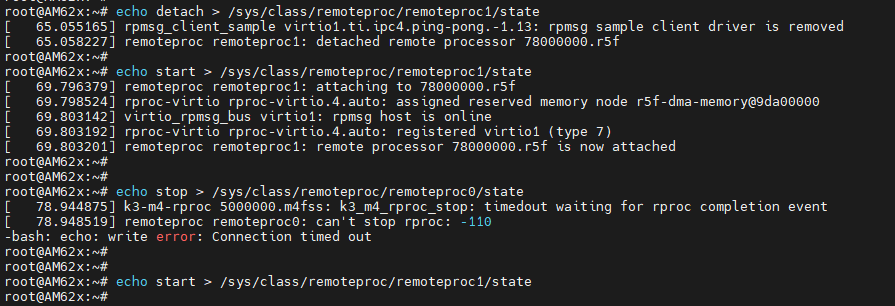 root@AM62x:~# echo detach > /sys/class/remoteproc/remoteproc1/state
[   65.055165] rpmsg_client_sample virtio1.ti.ipc4.ping-pong.-1.13: rpmsg sample client driver is removed
[   65.058227] remoteproc remoteproc1: detached remote processor 78000000.r5f
root@AM62x:~#
root@AM62x:~# echo start > /sys/class/remoteproc/remoteproc1/state
[   69.796379] remoteproc remoteproc1: attaching to 78000000.r5f
[   69.798524] rproc-virtio rproc-virtio.4.auto: assigned reserved memory node r5f-dma-memory@9da00000
[   69.803142] virtio_rpmsg_bus virtio1: rpmsg host is online
[   69.803192] rproc-virtio rproc-virtio.4.auto: registered virtio1 (type 7)
[   69.803201] remoteproc remoteproc1: remote processor 78000000.r5f is now attached
root@AM62x:~#
root@AM62x:~#
root@AM62x:~# echo stop > /sys/class/remoteproc/remoteproc0/state
[   78.944875] k3-m4-rproc 5000000.m4fss: k3_m4_rproc_stop: timedout waiting for rproc completion event
[   78.948519] remoteproc remoteproc0: can't stop rproc: -110
-bash: echo: write error: Connection timed out
root@AM62x:~#
root@AM62x:~#
root@AM62x:~# echo start > /sys/class/remoteproc/remoteproc1/state
root@AM62x:~#